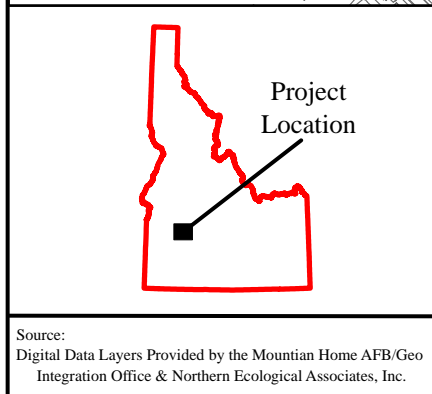 Project
Location
Source:
Digital Data Layers Provided by the Mountian Home AFB/Geo
Integration Office & Northern Ecological Associates, Inc.